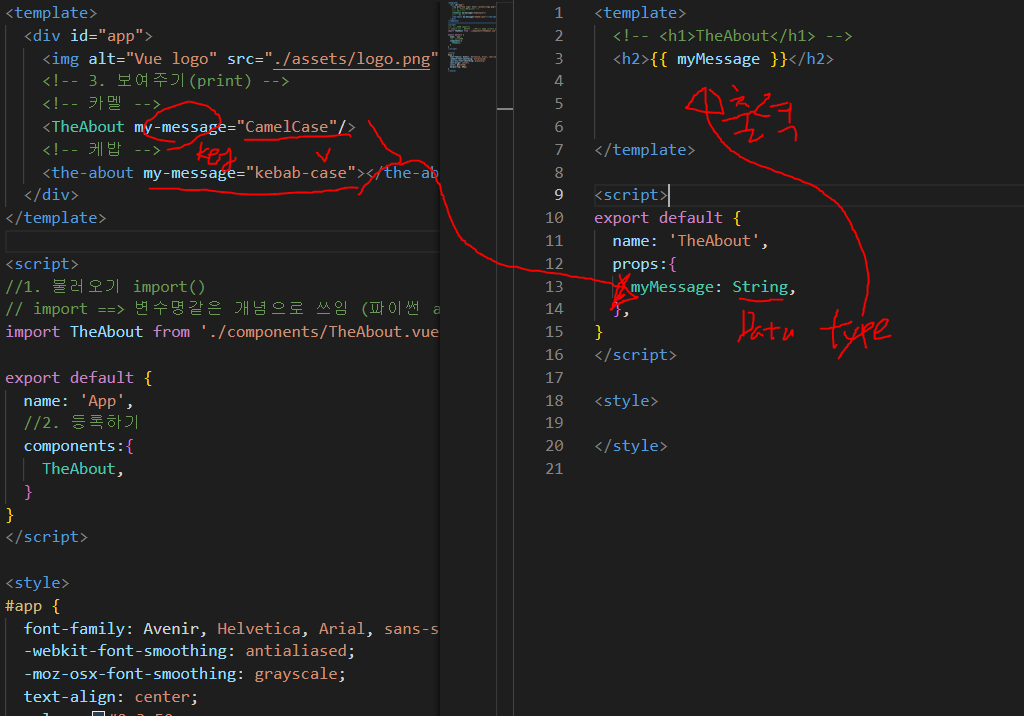 <template>
<div id="app">
<img alt="Vue logo" src="./assets/logo.png"
<!-- 3. 보여주기(print) -->
<!-- 카멜 -->
<TheAbout my-message="CamelCase"/>
<!-- 케밥 -->
key
v
<the-about my-message="kebab-case"></the-ab
</div>
</template>
<script>
//1. 불러오기 import()
// import ==> 변수명같은 개념으로 쓰임 (파이썬 a
import TheAbout from './components/TheAbout.vue
export default {
name: 'App',
//2. 등록하기
components:{
TheAbout,
}
}
</script>
<style>
#app {
font-family: Avenir, Helvetica, Arial, sans-s
-webkit-font-smoothing: antialiased;
-moz-osx-font-smoothing: grayscale;
text-align: center;
1 <template>
2 <!-- <h1>TheAbout</h1> -->
3 <h2>{{ myMessage }}</h2>
4
5
출력
6
7 </template>
8
9 <script>
10 export default {
11 name: 'TheAbout',
12 props:{
13 myMessage: String,
14 },
Data type
15 }
16 </script>
17
18 <style>
19
20 </style>
21